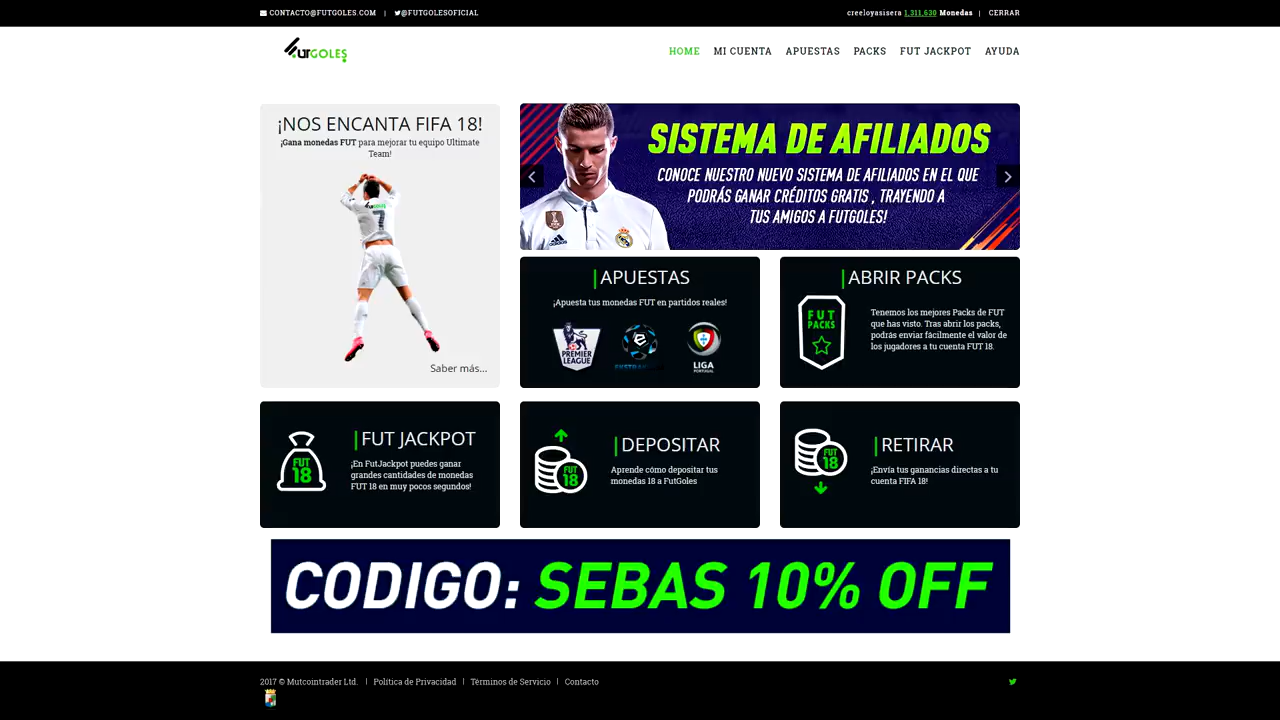 CONTACTO@FUTGOLES.COM | @FUTGOLESOFICIAL
creeloyasisera 1,311,630 Monedas | CERRAR
FUTGOLES
HOME MI CUENTA APUESTAS PACKS FUT JACKPOT AYUDA
¡NOS ENCANTA FIFA 18!
¡Gana monedas FUT para mejorar tu equipo Ultimate
Team!
7
Saber más...
SISTEMA DE AFILIADOS
CONOCE NUESTRO NUEVO SISTEMA DE AFILIADOS EN EL QUE
PODRÁS GANAR CRÉDITOS GRATIS , TRAYENDO A
TUS AMIGOS A FUTGOLES!
adidas
|APUESTAS
¡Apuesta tus monedas FUT en partidos reales!
PREMIER
LEAGUE
LIGA
PORTUGAL
|ABRIR PACKS
FUT
PACKS
Tenemos los mejores Packs de FUT
que has visto. Tras abrir los packs,
podrás enviar fácilmente el valor de
los jugadores a tu cuenta FUT 18.
|FUT JACKPOT
FUT
18
¡En FutJackpot puedes ganar
grandes cantidades de monedas
FUT 18 en muy pocos segundos!
|DEPOSITAR
FUT
18
Aprende cómo depositar tus
monedas 18 a FutGoles
|RETIRAR
FUT
18
¡Envía tus ganancias directas a tu
cuenta FIFA 18!
CODIGO: SEBAS 10% OFF
2017 © Mutcointrader Ltd. | Política de Privacidad | Términos de Servicio | Contacto